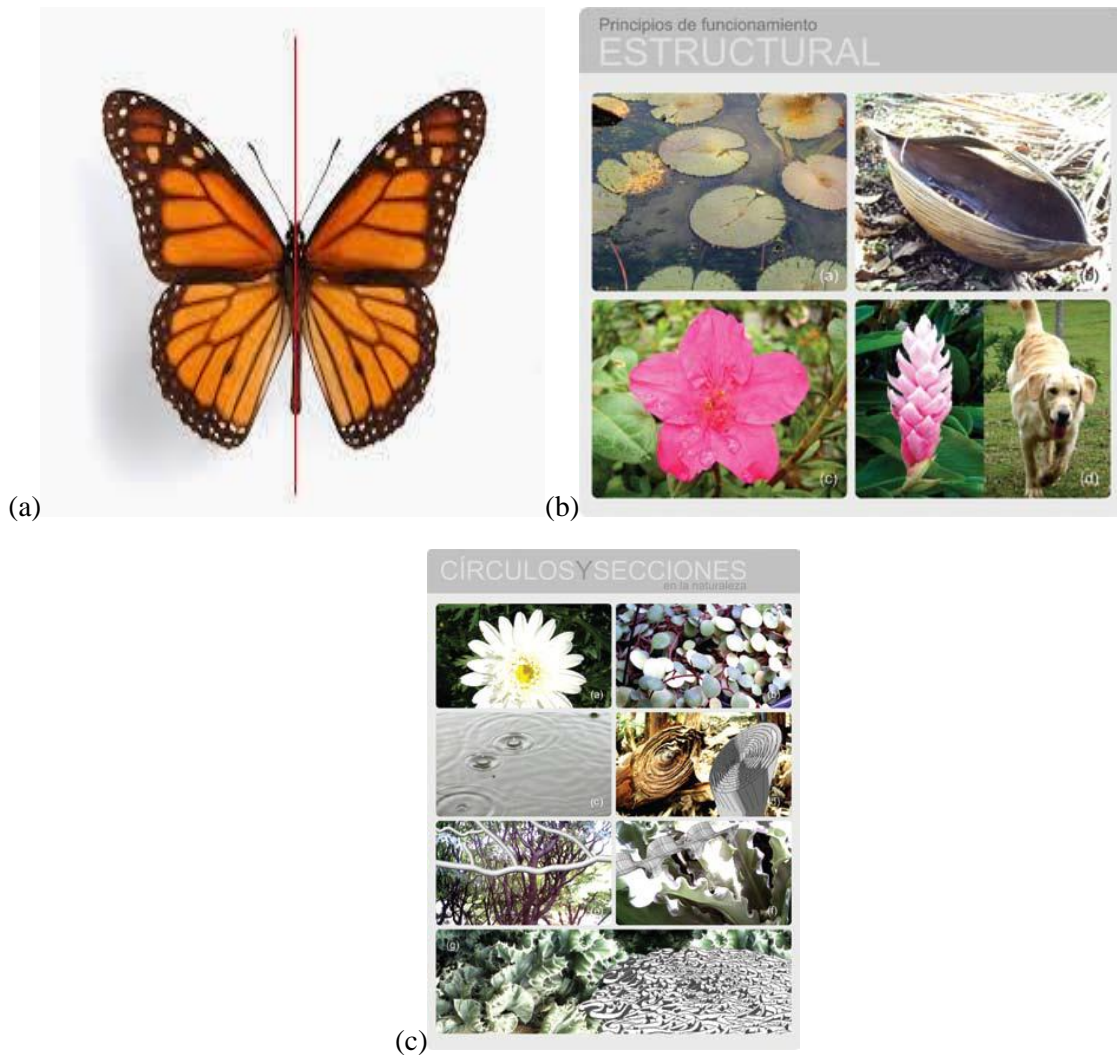 (a)
Principios de funcionamiento
ESTRUCTURAL
(a)
(b)
(c)
(d)
(b)
CÍRCULOSYSECCIONES
en la naturaleza
(a)
(b)
(c)
(d)
(f)
(g)
(c)